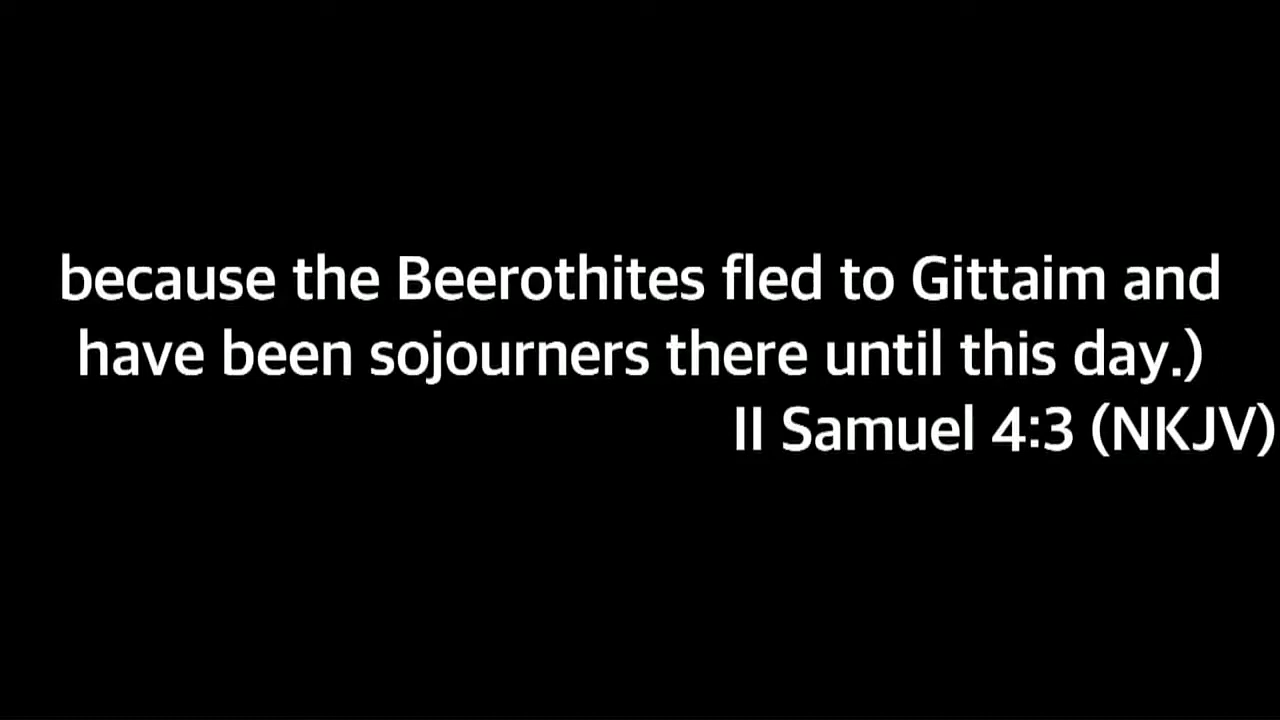 because the Beerothites fled to Gittaim and
have been sojourners there until this day.)
II Samuel 4:3 (NKJV)